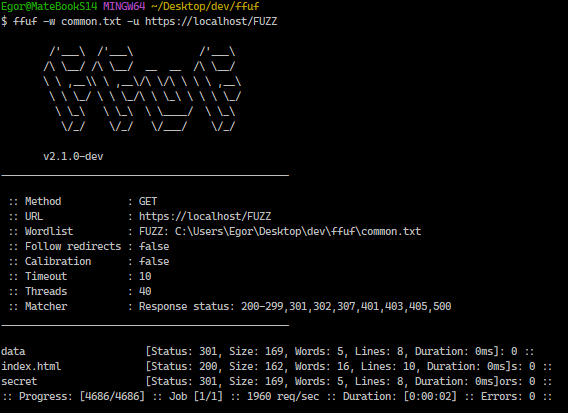 Egor@MateBookS14 MINGW64 ~/Desktop/dev/ffuf
$ ffuf -w common.txt -u https://localhost/FUZZ
        /'___\  /'___\           /'___\
       /\ \__/ /\ \__/  __  __  /\ \__/
       \ \ ,__\\ \ ,__\/\ \/\ \ \ \ ,__\
        \ \ \_/ \ \ \_/\ \ \_\ \ \ \ \_/
         \ \_\   \ \_\  \ \____/  \ \_\
          \/_/    \/_/   \/___/    \/_/
       v2.1.0-dev
________________________________________________
 :: Method           : GET
 :: URL              : https://localhost/FUZZ
 :: Wordlist         : FUZZ: C:\Users\Egor\Desktop\dev\ffuf\common.txt
 :: Follow redirects : false
 :: Calibration      : false
 :: Timeout          : 10
 :: Threads          : 40
 :: Matcher          : Response status: 200-299,301,302,307,401,403,405,500
________________________________________________
data                    [Status: 301, Size: 169, Words: 5, Lines: 8, Duration: 0ms]: 0 ::
index.html              [Status: 200, Size: 162, Words: 16, Lines: 10, Duration: 0ms]: 0 ::
secret                  [Status: 301, Size: 169, Words: 5, Lines: 8, Duration: 0ms]ors: 0 ::
:: Progress: [4686/4686] :: Job [1/1] :: 1960 req/sec :: Duration: [0:00:02] :: Errors: 0 ::